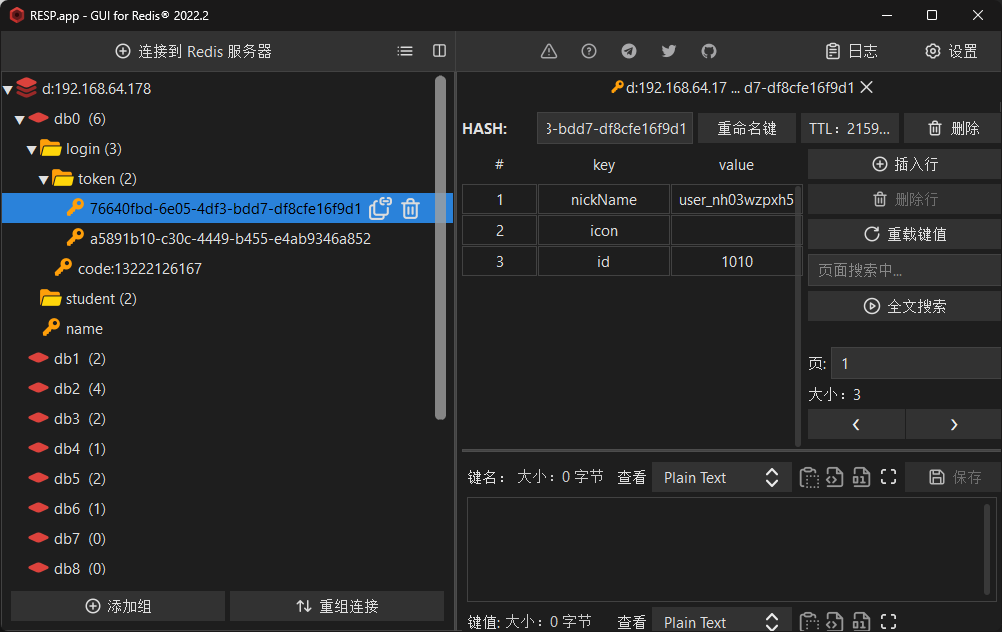 RESP.app - GUI for Redis® 2022.2
连接到 Redis 服务器
日志
设置
d:192.168.64.178
db0 (6)
login (3)
token (2)
76640fbd-6e05-4df3-bdd7-df8cfe16f9d1
a5891b10-c30c-4449-b455-e4ab9346a852
code:13222126167
student (2)
name
db1 (2)
db2 (4)
db3 (2)
db4 (1)
db5 (2)
db6 (1)
db7 (0)
db8 (0)
添加组
重组连接
d:192.168.64.17 ... d7-df8cfe16f9d1
HASH:
3-bdd7-df8cfe16f9d1
重命名键
TTL：2159...
删除
# key value
1 nickName user_nh03wzpxh5
2 icon
3 id 1010
插入行
删除行
重载键值
页面搜索中...
全文搜索
页: 1
大小：3
键名： 大小：0 字节 查看 Plain Text
保存
键值: 大小：0 字节 查看 Plain Text